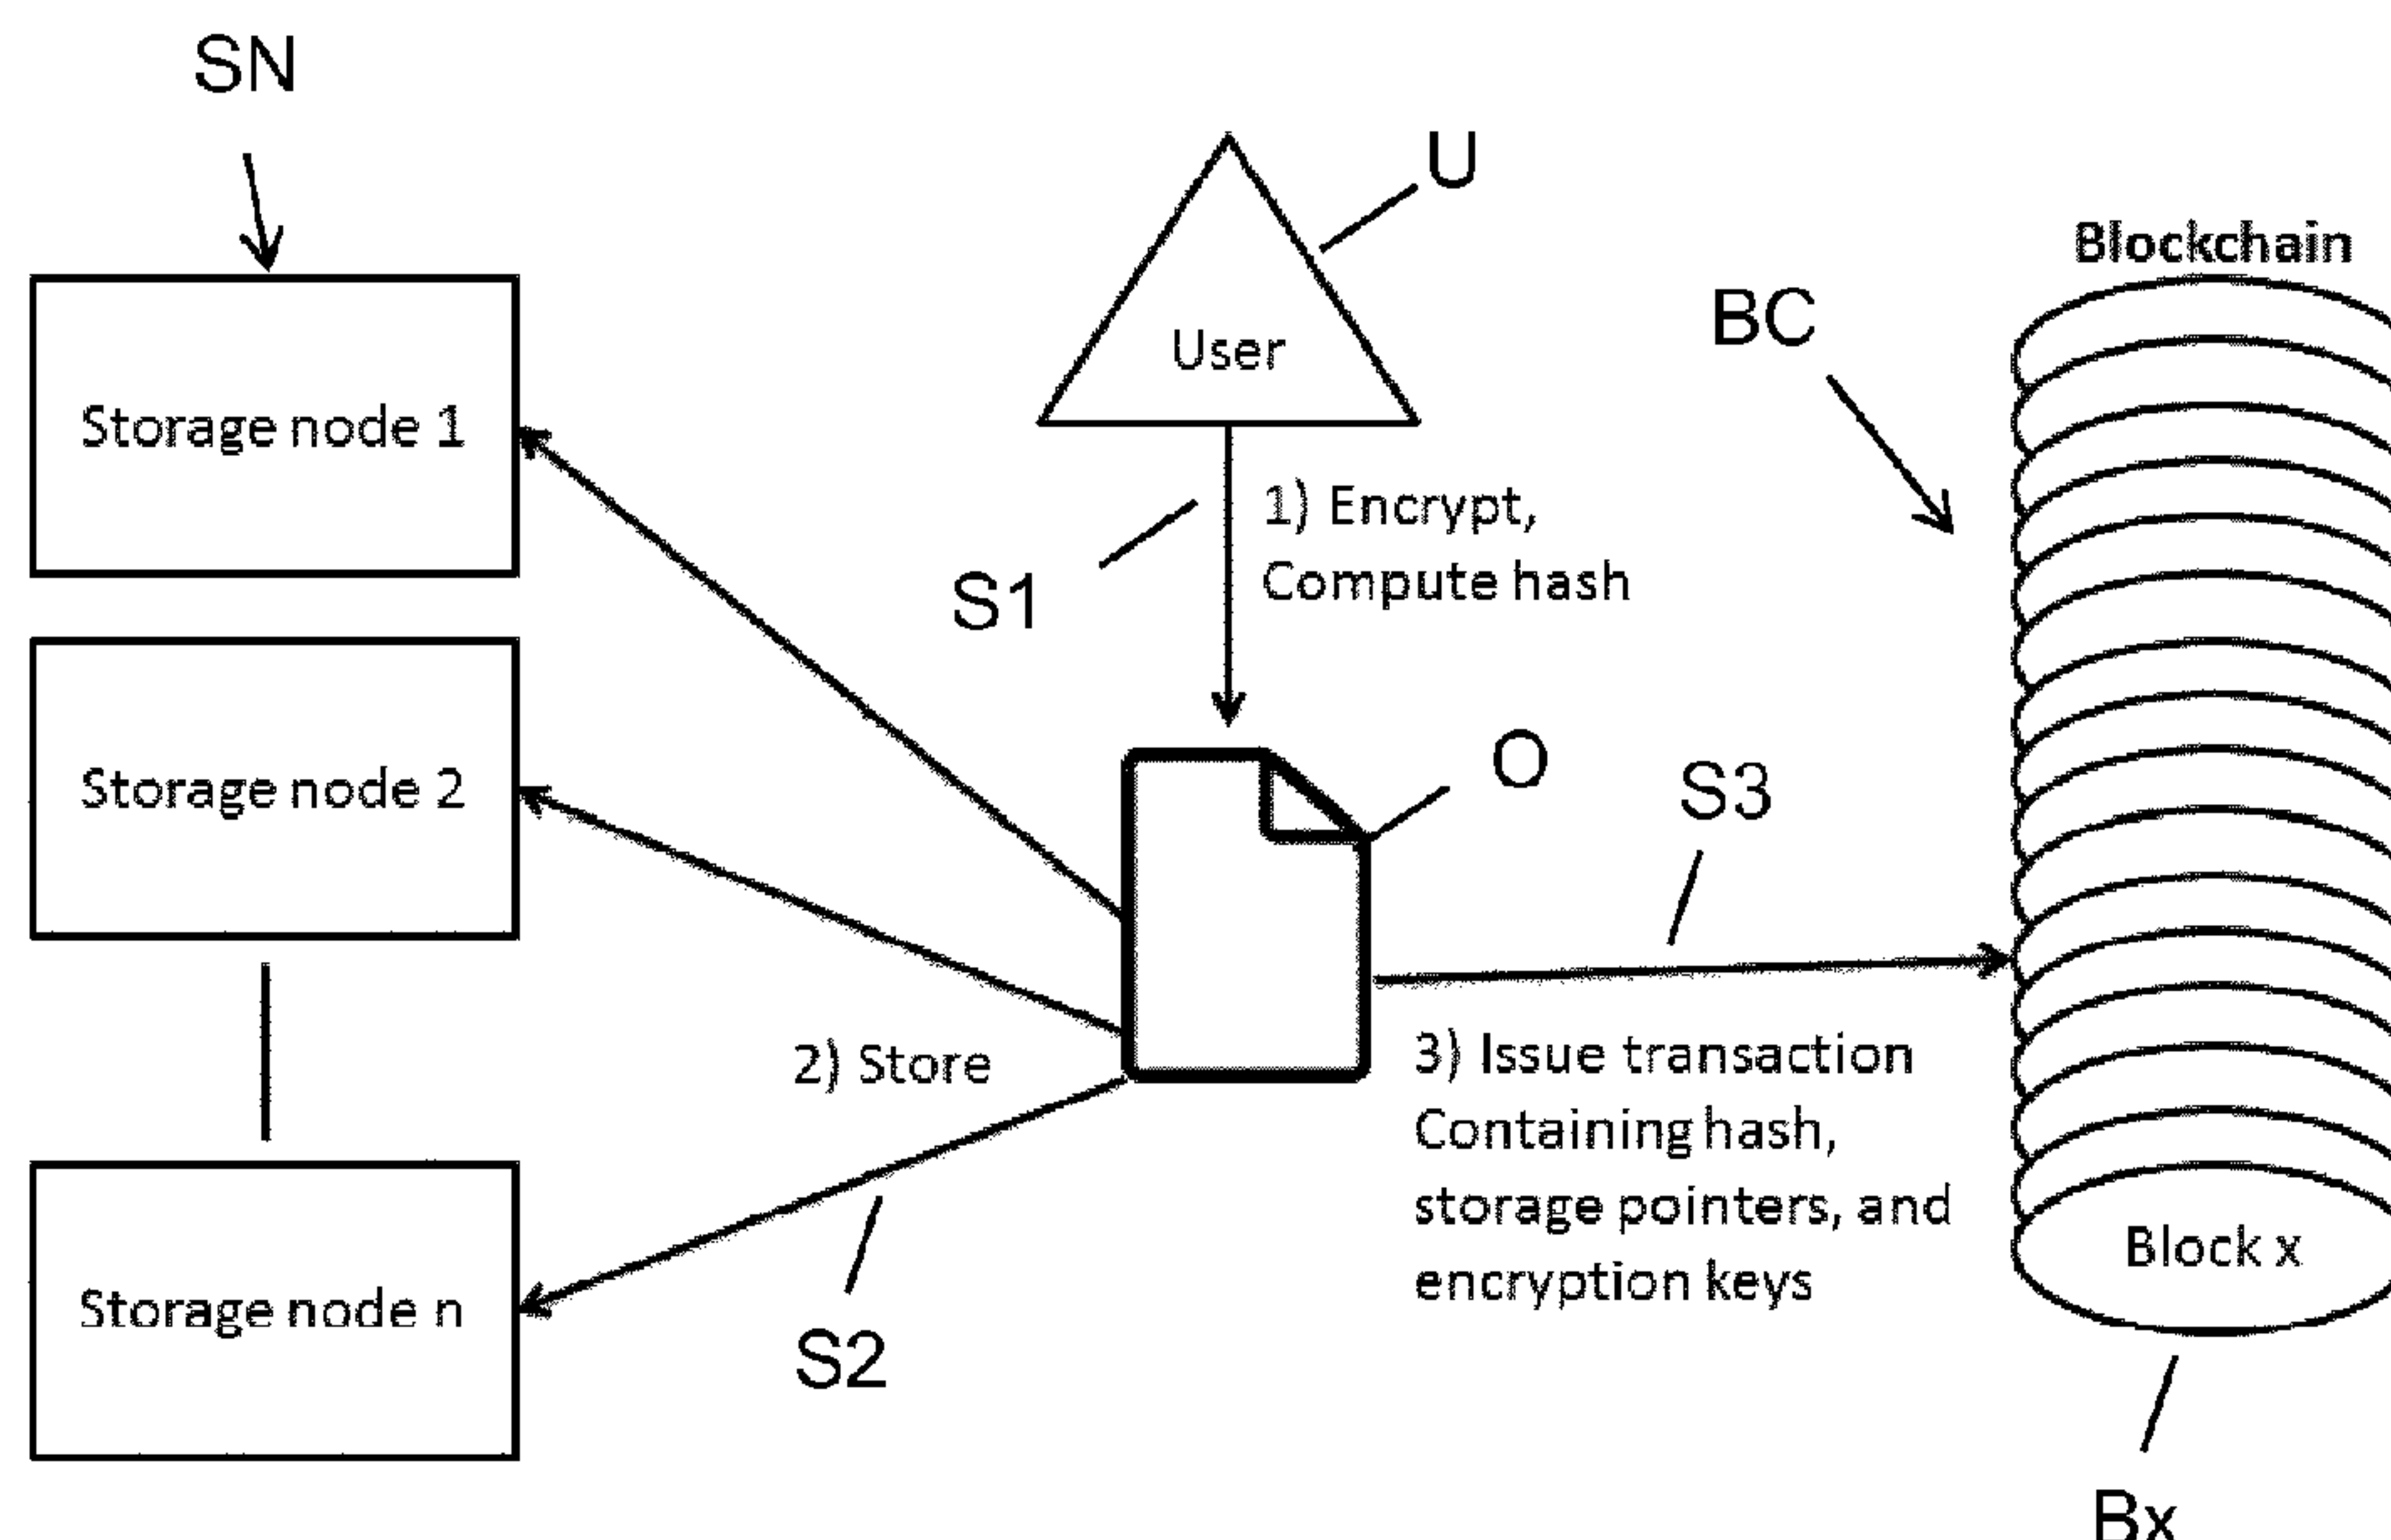 SN
U
Blockchain
BC
User
Storage node 1
1) Encrypt,
Compute hash
S1
O
S3
Storage node 2
2) Store
3) Issue transaction
Containing hash,
storage pointers, and
encryption keys
Block x
Storage node n
S2
Bx